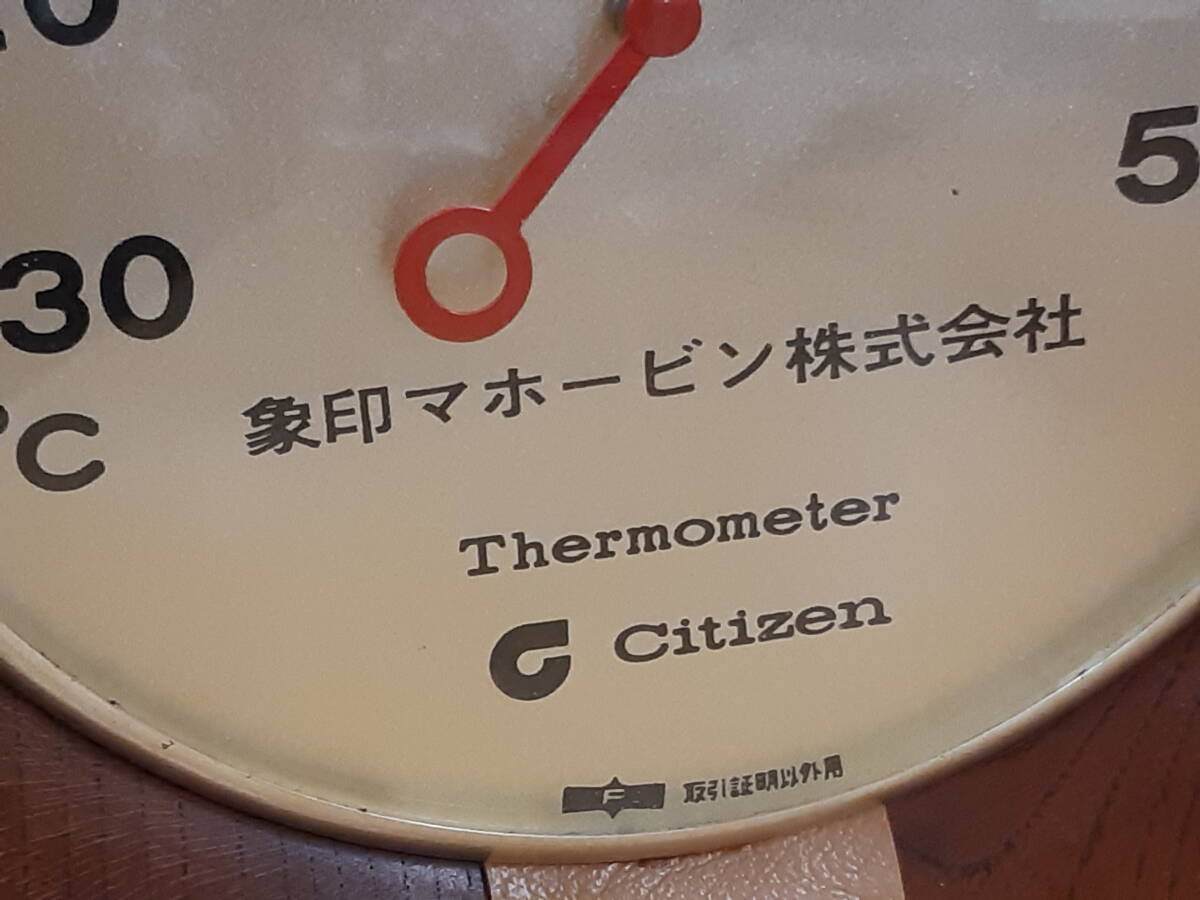 30
5
°C
象印マホービン株式会社
Thermometer
Citizen
F 取引証明以外用